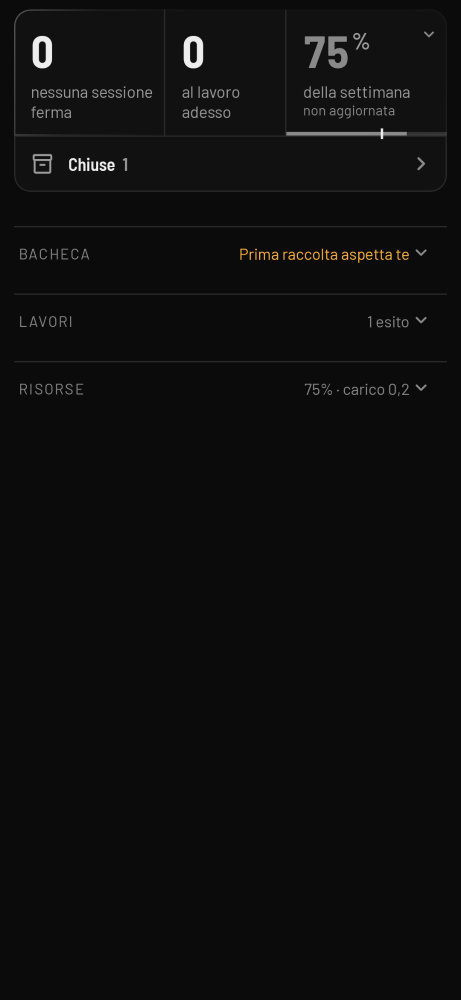 0
nessuna sessione
ferma
0
al lavoro
adesso
75%
della settimana
non aggiornata
Chiuse 1
BACHECA Prima raccolta aspetta te
LAVORI 1 esito
RISORSE 75% · carico 0,2